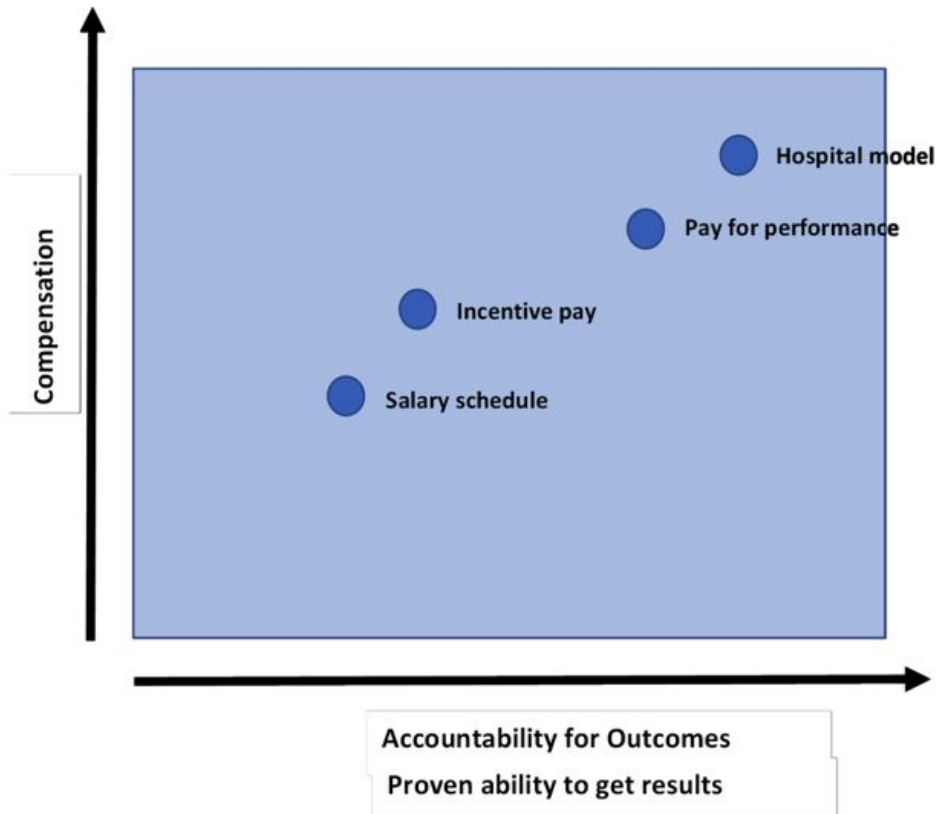 Hospital model
Pay for performance
Compensation
Incentive pay
Salary schedule
Accountability for Outcomes
Proven ability to get results